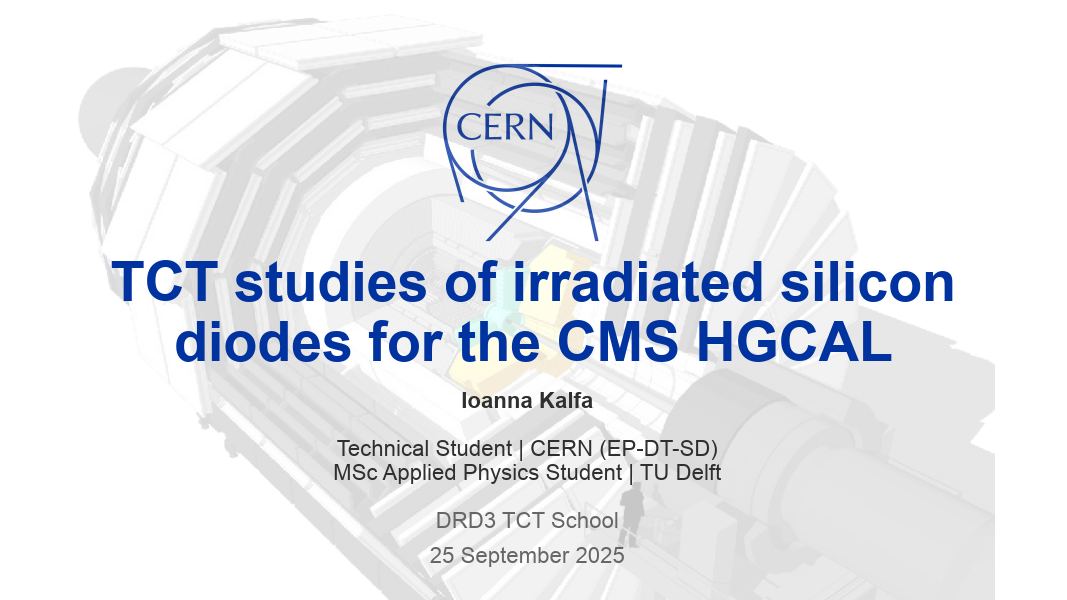 CERN
TCT studies of irradiated silicon
diodes for the CMS HGCAL
Ioanna Kalfa
Technical Student | CERN (EP-DT-SD)
MSc Applied Physics Student | TU Delft
DRD3 TCT School
25 September 2025